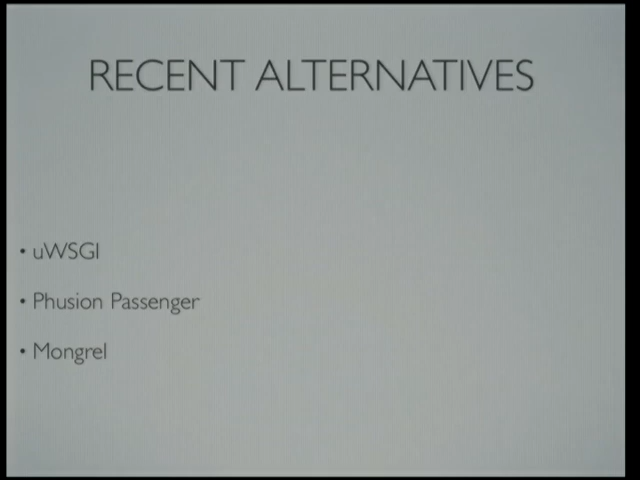 RECENT ALTERNATIVES
• uWSGI
• Phusion Passenger
• Mongrel